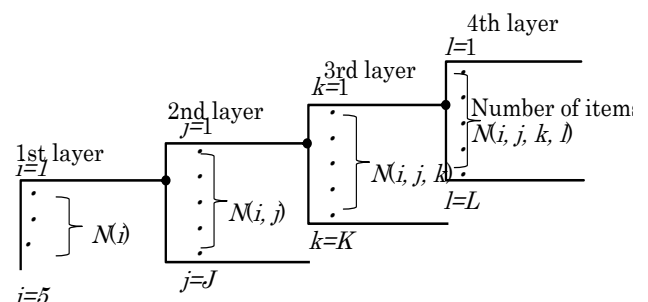 4th layer
l=1
3rd layer
k=1
2nd layer
j=1
Number of items
N(i, j, k, l)
1st layer
i=1
N(i, j, k)
l=L
N(i, j)
N(i)
k=K
j=J
i=5